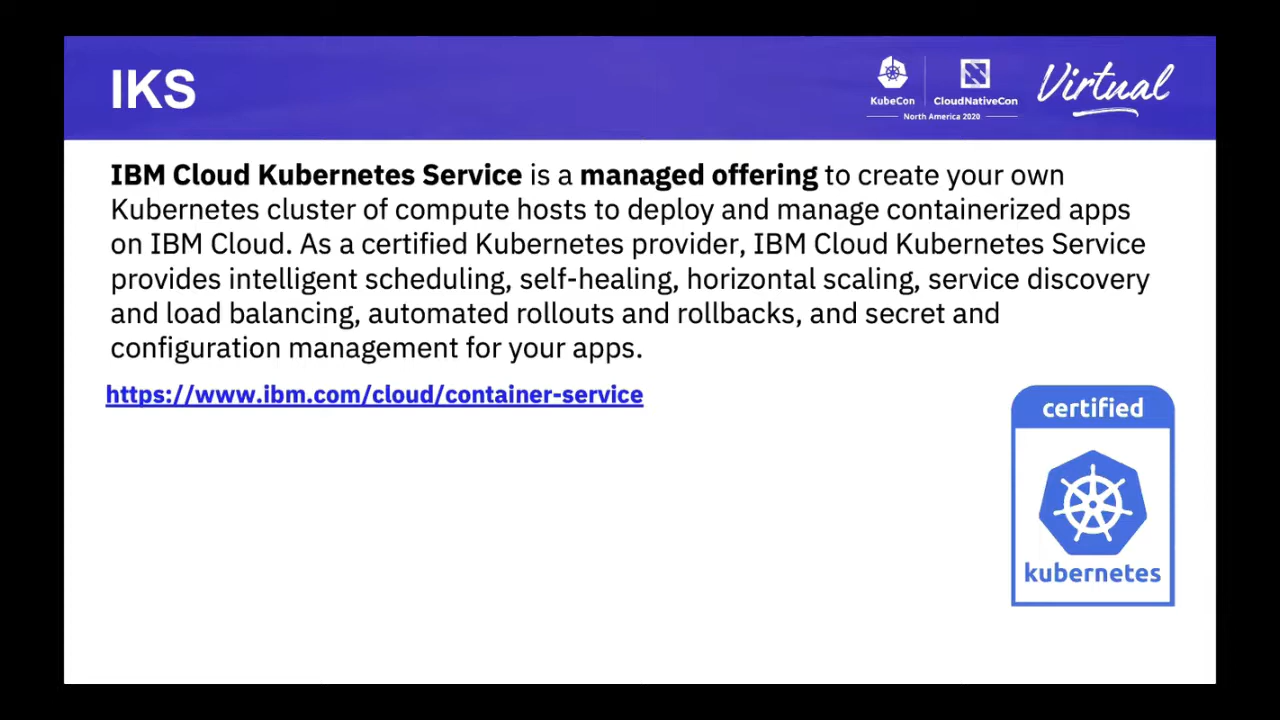 IKS
KubeCon
CloudNativeCon
North America 2020
Virtual
IBM Cloud Kubernetes Service is a managed offering to create your own
Kubernetes cluster of compute hosts to deploy and manage containerized apps
on IBM Cloud. As a certified Kubernetes provider, IBM Cloud Kubernetes Service
provides intelligent scheduling, self-healing, horizontal scaling, service discovery
and load balancing, automated rollouts and rollbacks, and secret and
configuration management for your apps.
https://www.ibm.com/cloud/container-service
certified
kubernetes